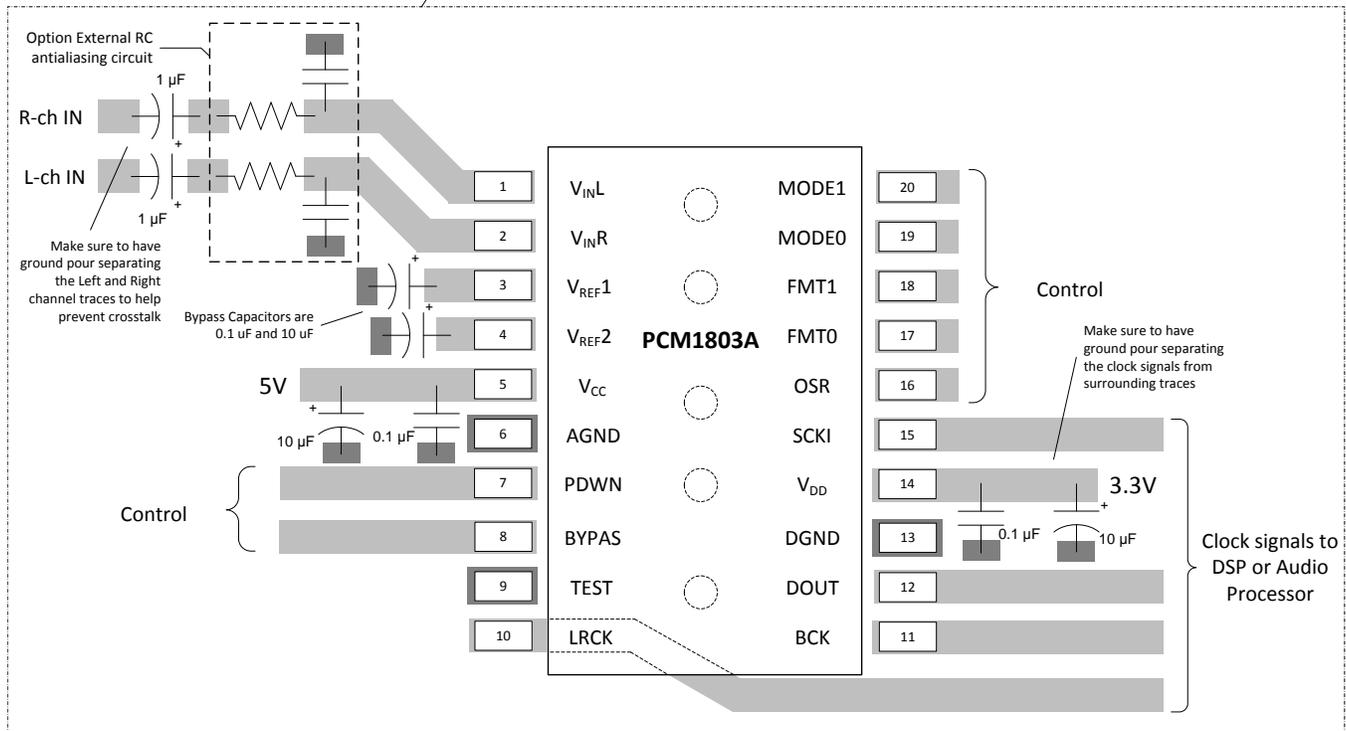 Option External RC
antialiasing circuit
1 µF
R-ch IN
+
L-ch IN
1 µF
+
Make sure to have
ground pour separating
the Left and Right
channel traces to help
prevent crosstalk
Bypass Capacitors are
0.1 uF and 10 uF
+
+
5V
+
10 µF
0.1 µF
Control
1
2
3
4
5
6
7
8
9
10
VINL
VINR
VREF1
VREF2
VCC
AGND
PDWN
BYPAS
TEST
LRCK
PCM1803A
MODE1
MODE0
FMT1
FMT0
OSR
SCKI
VDD
DGND
DOUT
BCK
20
19
18
17
16
15
14
13
12
11
Control
Make sure to have
ground pour separating
the clock signals from
surrounding traces
3.3V
+
0.1 µF
10 µF
Clock signals to
DSP or Audio
Processor